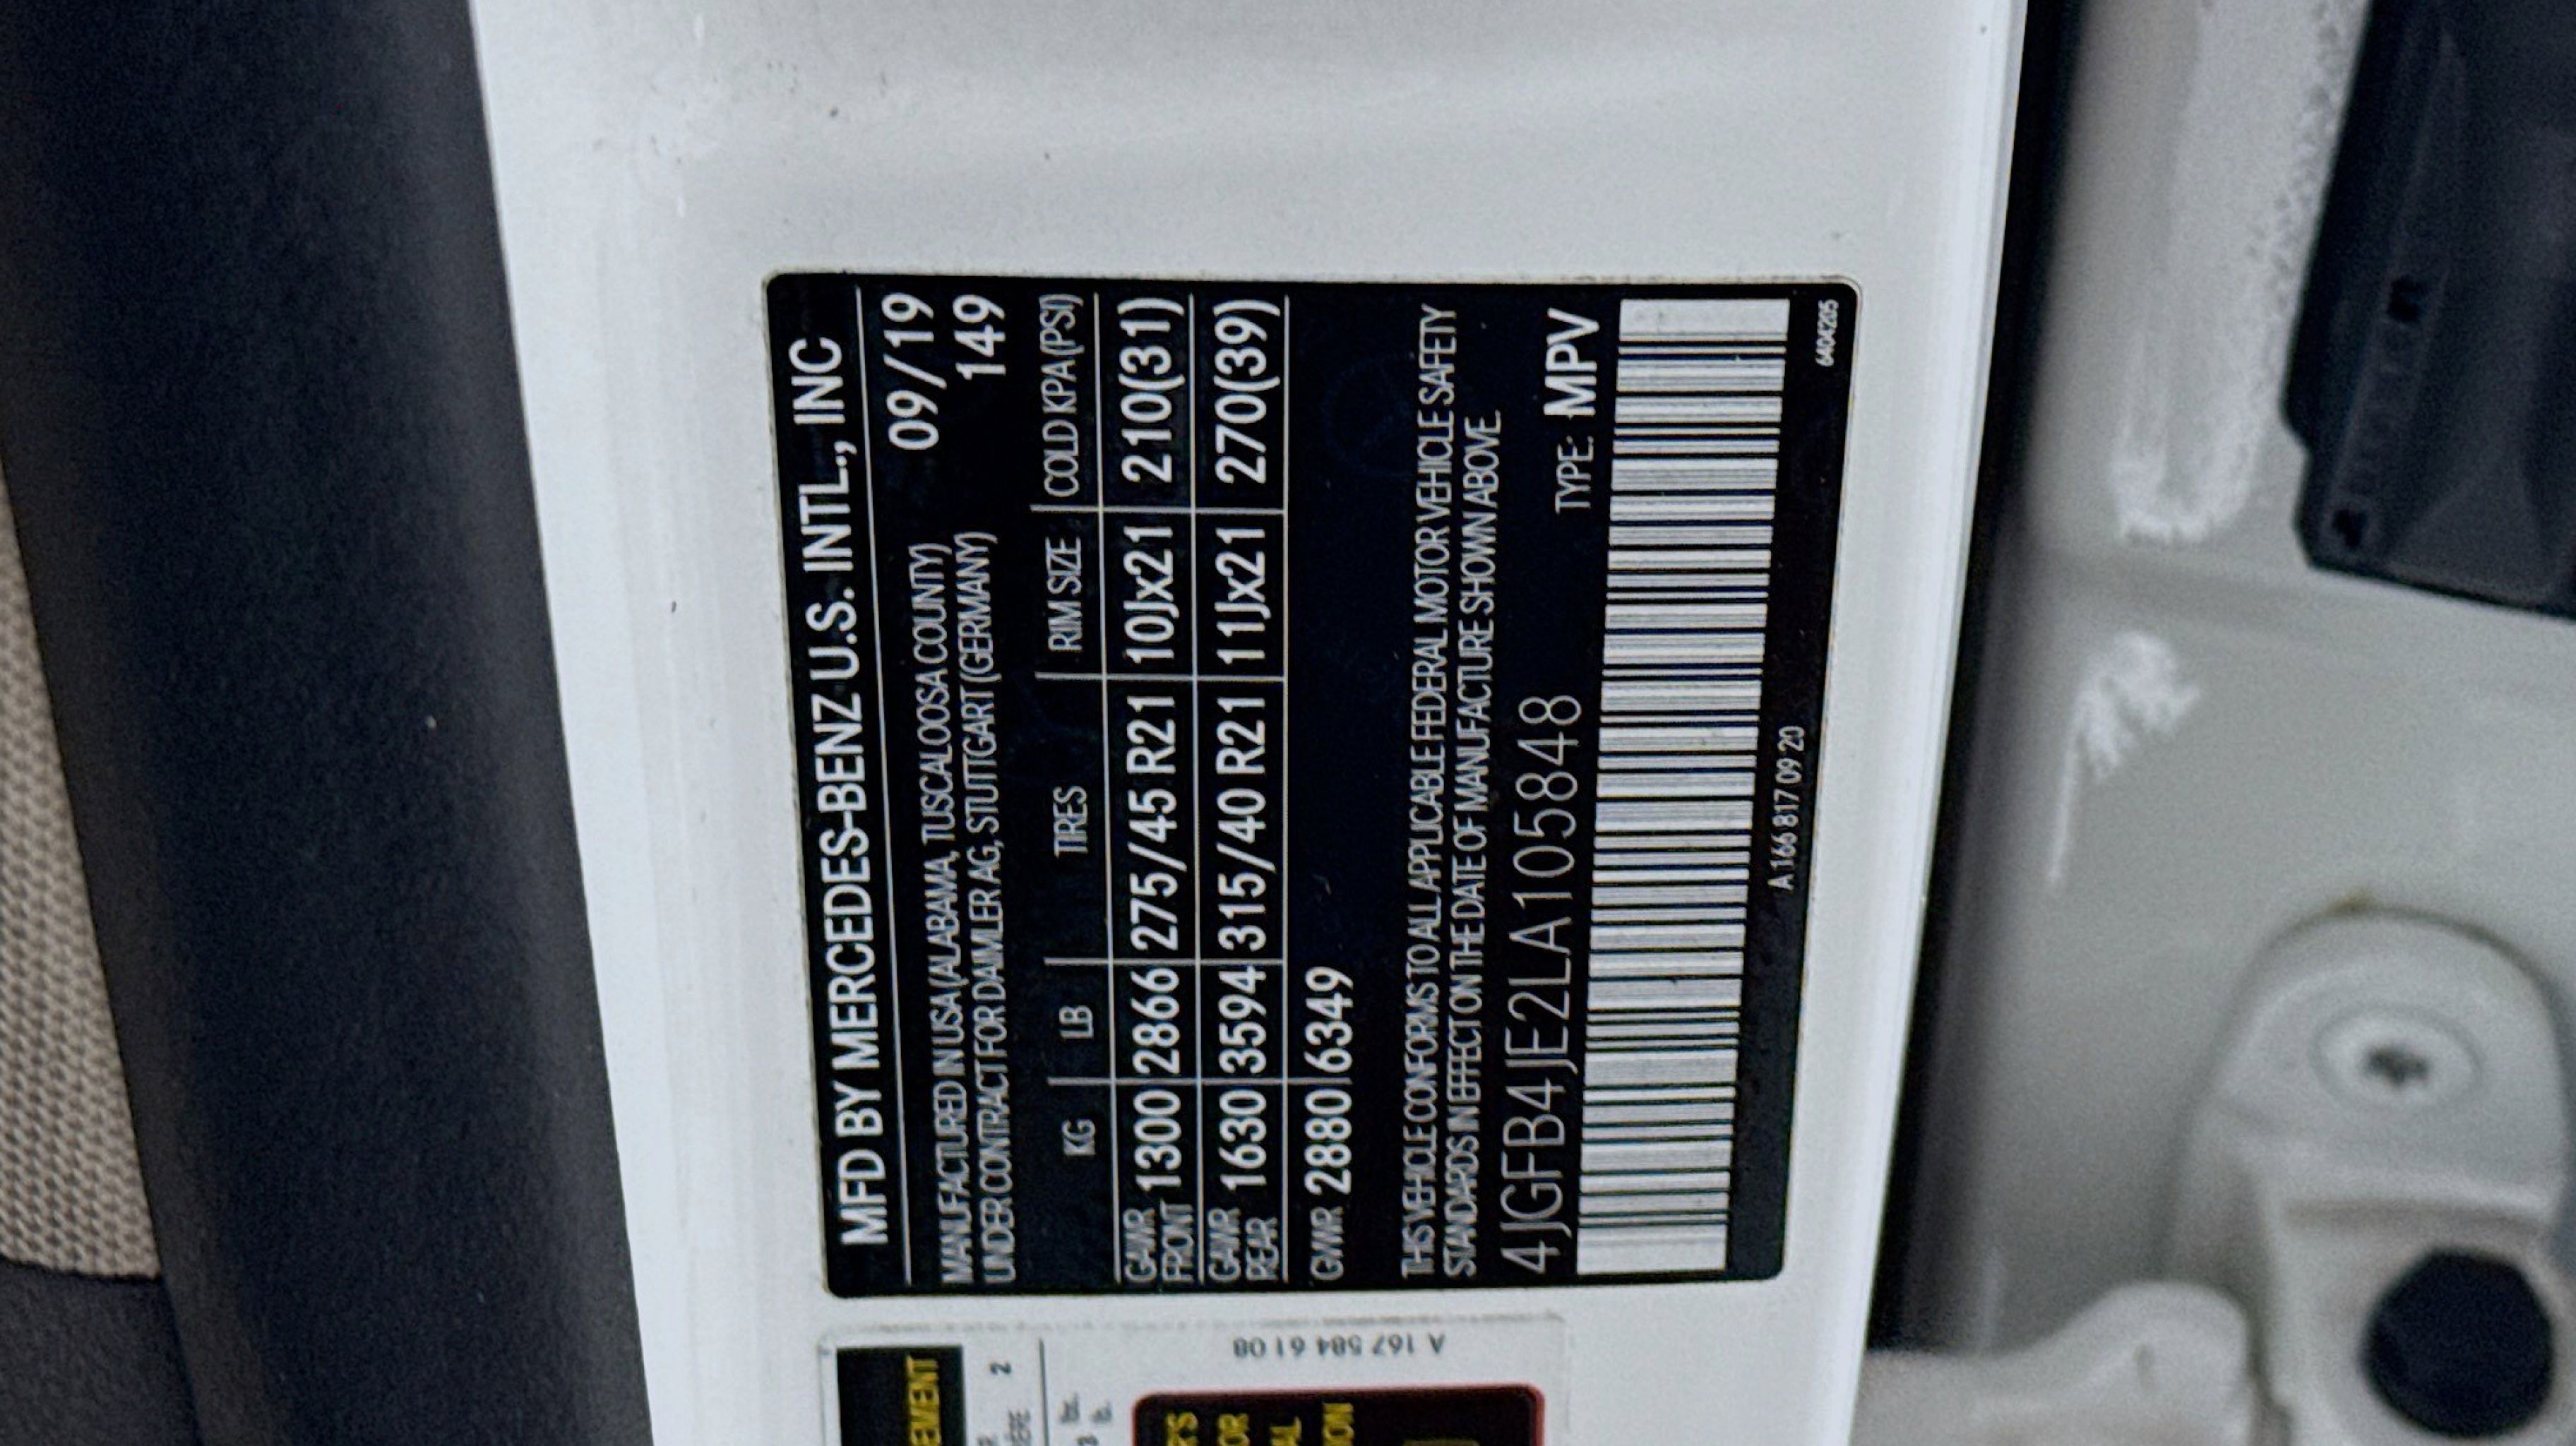 MFD BY MERCEDES-BENZ U.S. INTL., INC
MANUFACTURED IN USA (ALABAMA, TUSCALOOSA COUNTY) 09/19
UNDER CONTRACT FOR DAIMLER AG, STUTTGART (GERMANY) 149
KG LB TIRES RIM SIZE COLD KPA(PSI)
GAWR FRONT 1300 2866 275/45 R21 10Jx21 210(31)
GAWR REAR 1630 3594 315/40 R21 11Jx21 270(39)
GVWR 2880 6349
THIS VEHICLE CONFORMS TO ALL APPLICABLE FEDERAL MOTOR VEHICLE SAFETY
STANDARDS IN EFFECT ON THE DATE OF MANUFACTURE SHOWN ABOVE.
4JGFB4JE2LA105848 TYPE: MPV
A 166 817 09 20 6404205
A 167 584 61 08
2